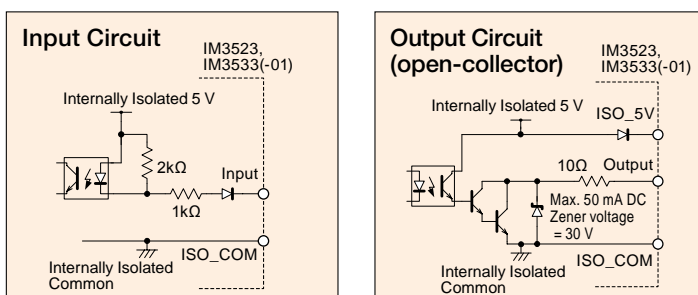 Input Circuit
IM3523,
IM3533(-01)
Internally Isolated 5 V
2kΩ
Input
1kΩ
ISO_COM
Internally Isolated
Common
Output Circuit
(open-collector)
IM3523,
IM3533(-01)
Internally Isolated 5 V
ISO_5V
10Ω
Output
Max. 50 mA DC
Zener voltage
= 30 V
ISO_COM
Internally Isolated
Common